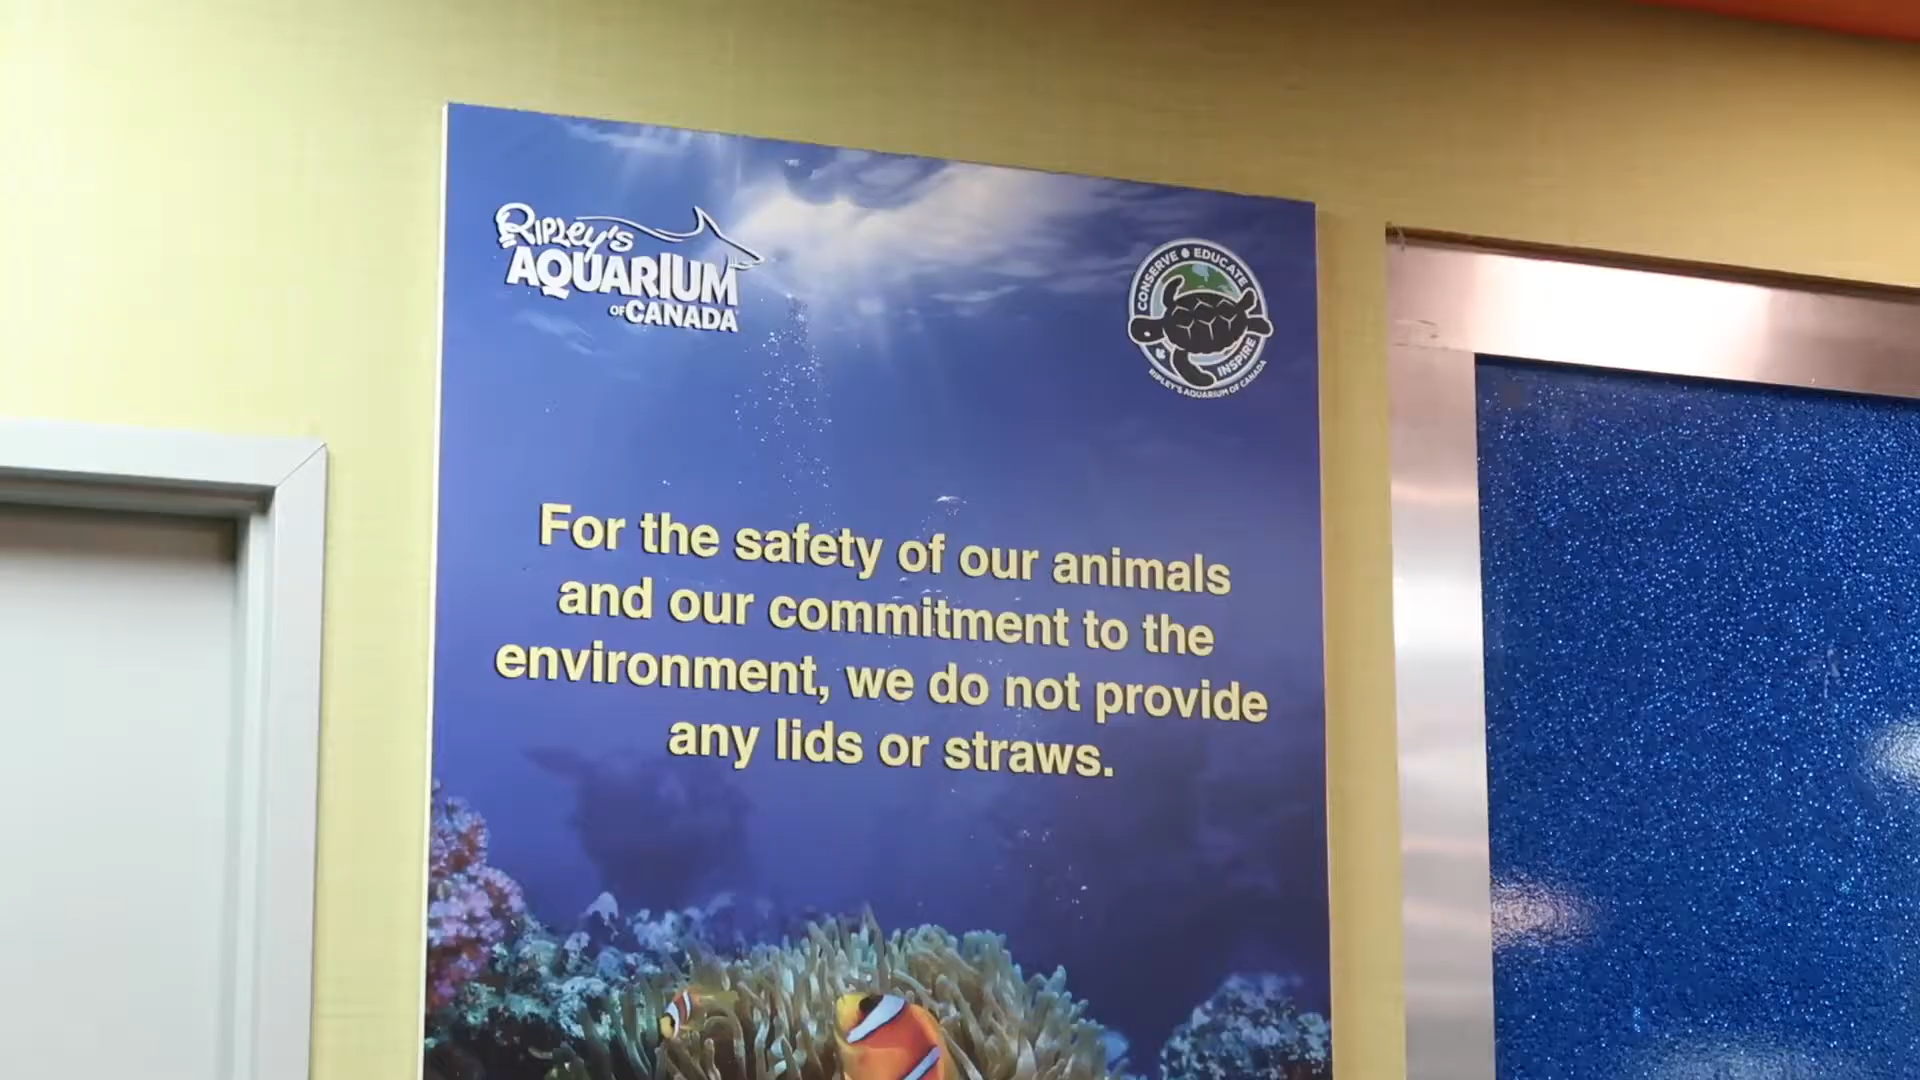 RIPLEY'S
AQUARIUM
OF CANADA
CONSERVE EDUCATE
INSPIRE
RIPLEY'S AQUARIUM OF CANADA
For the safety of our animals
and our commitment to the
environment, we do not provide
any lids or straws.